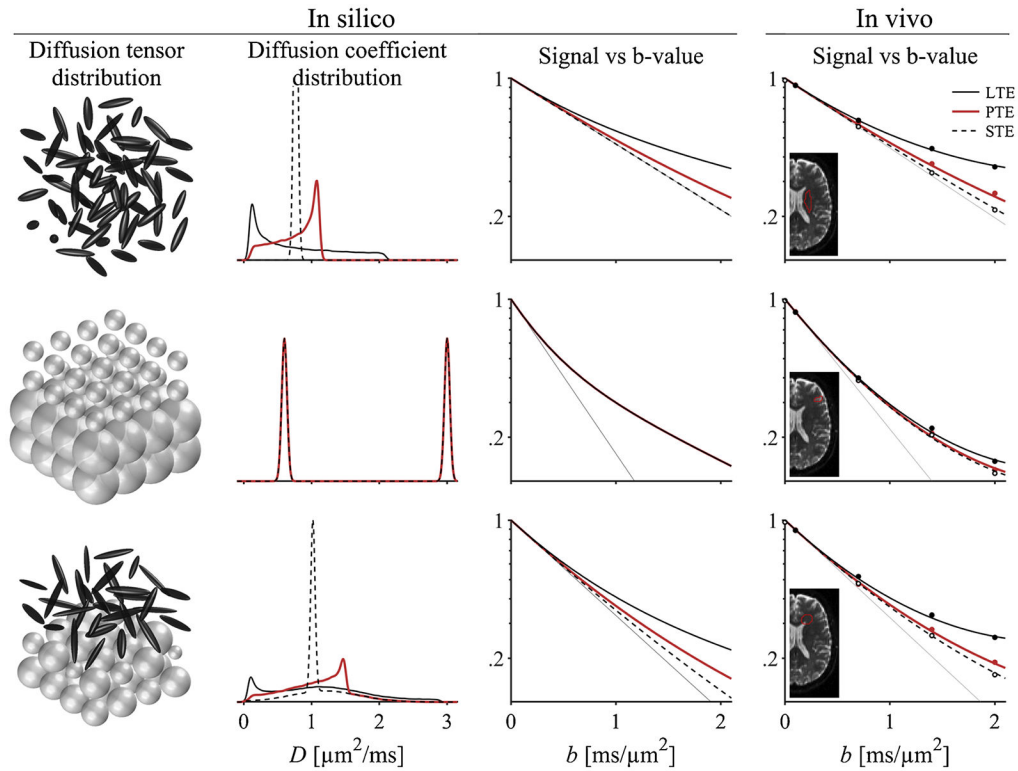 In silico
In vivo
Diffusion tensor
distribution
Diffusion coefficient
distribution
Signal vs b-value
Signal vs b-value
1
.2
1
LTE
PTE
STE
.2
1
.2
1
.2
1
.2
1
.2
0
1
2
3
D [µm²/ms]
0
1
2
b [ms/µm²]
0
1
2
b [ms/µm²]